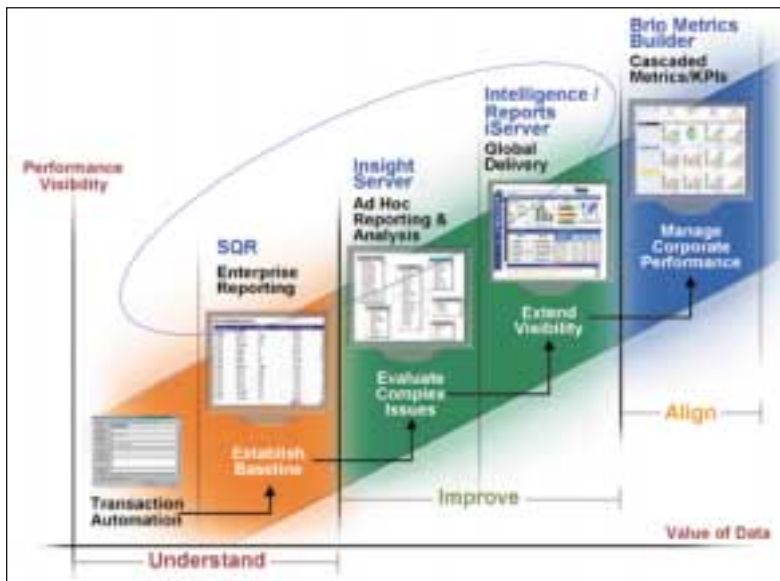 Brio Metrics
Builder
Cascaded
Metrics/KPIs
Intelligence /
Reports
iServer
Global
Delivery
Performance
Visibility
Insight
Server
Ad Hoc
Reporting &
Analysis
SQR
Enterprise
Reporting
Manage
Corporate
Performance
Extend
Visibility
Evaluate
Complex
Issues
Establish
Baseline
Transaction
Automation
Align
Improve
Value of Data
Understand